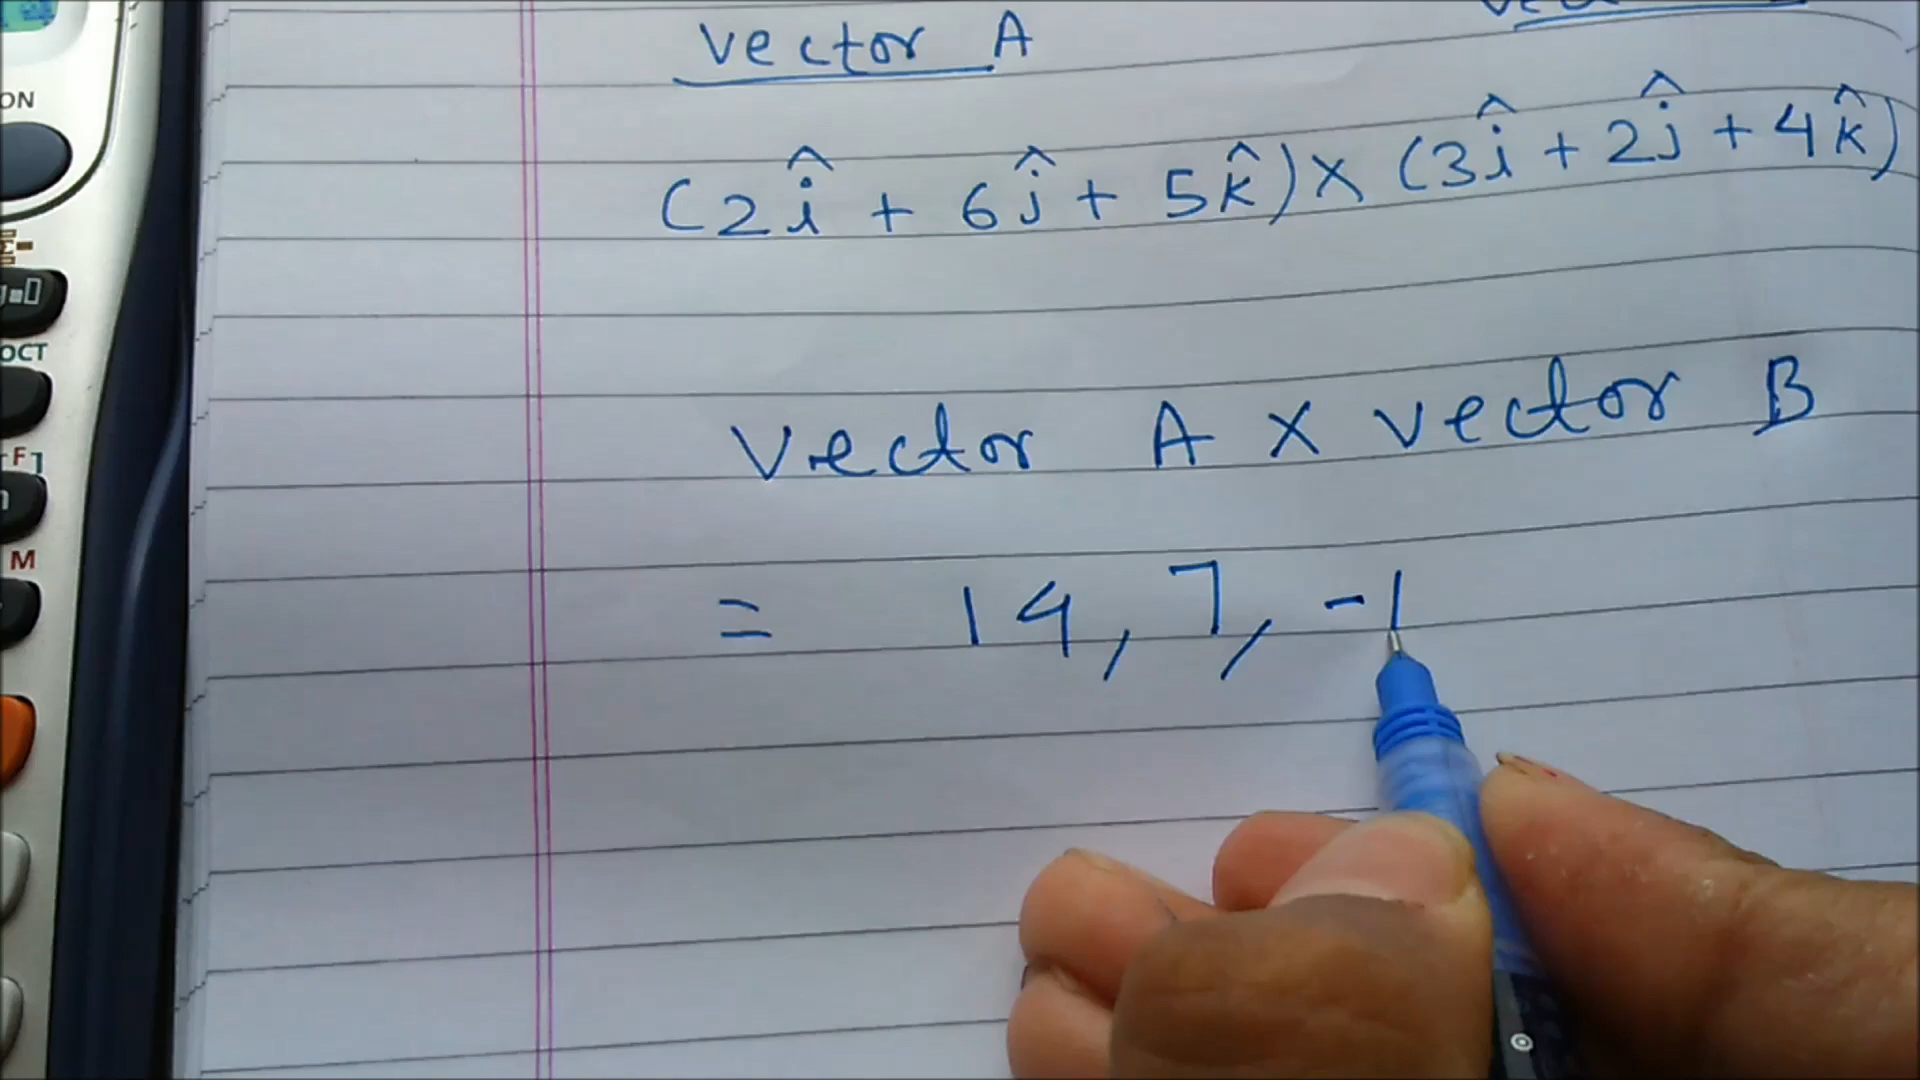 ON
OCT
M
vector A
(2î + 6ĵ + 5k̂) × (3î + 2ĵ + 4k̂)
vector A × vector B
= 14, 7, -1